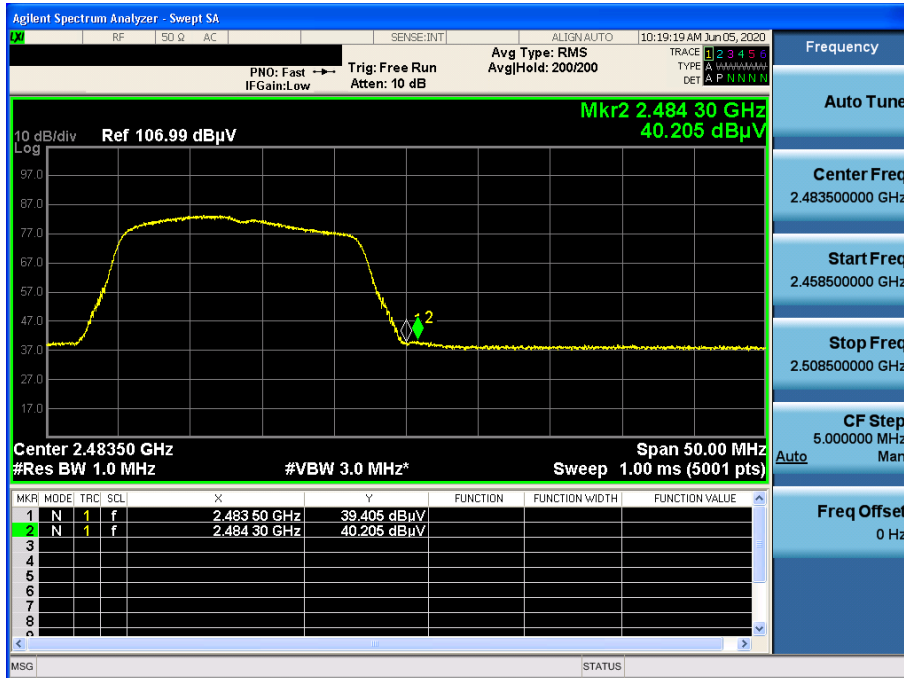 Agilent Spectrum Analyzer - Swept SA
LXI RF 50 Ω AC SENSE:INT ALIGNAUTO 10:19:19 AM Jun 05, 2020
PNO: Fast Trig: Free Run Avg Type: RMS TRACE 1 2 3 4 5 6
IFGain:Low Atten: 10 dB Avg|Hold: 200/200 TYPE A WWWWW
DET A P N N N N
Mkr2 2.484 30 GHz
40.205 dBµV
10 dB/div Ref 106.99 dBµV
Log
97.0
87.0
77.0
67.0
57.0
47.0
37.0
27.0
17.0
1 2
Center 2.48350 GHz Span 50.00 MHz
#Res BW 1.0 MHz #VBW 3.0 MHz* Sweep 1.00 ms (5001 pts)
MKR MODE TRC SCL X Y FUNCTION FUNCTION WIDTH FUNCTION VALUE
1 N 1 f 2.483 50 GHz 39.405 dBµV
2 N 1 f 2.484 30 GHz 40.205 dBµV
3
4
5
6
7
8
MSG STATUS
Frequency
Auto Tune
Center Freq
2.483500000 GHz
Start Freq
2.458500000 GHz
Stop Freq
2.508500000 GHz
CF Step
5.000000 MHz
Auto Man
Freq Offset
0 Hz